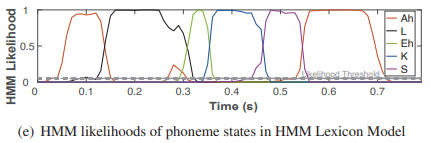 HMM Likelihood
1
0.5
0
Ah
L
Eh
K
S
Likelihood Threshold
0 0.1 0.2 0.3 0.4 0.5 0.6 0.7
Time (s)
(e) HMM likelihoods of phoneme states in HMM Lexicon Model